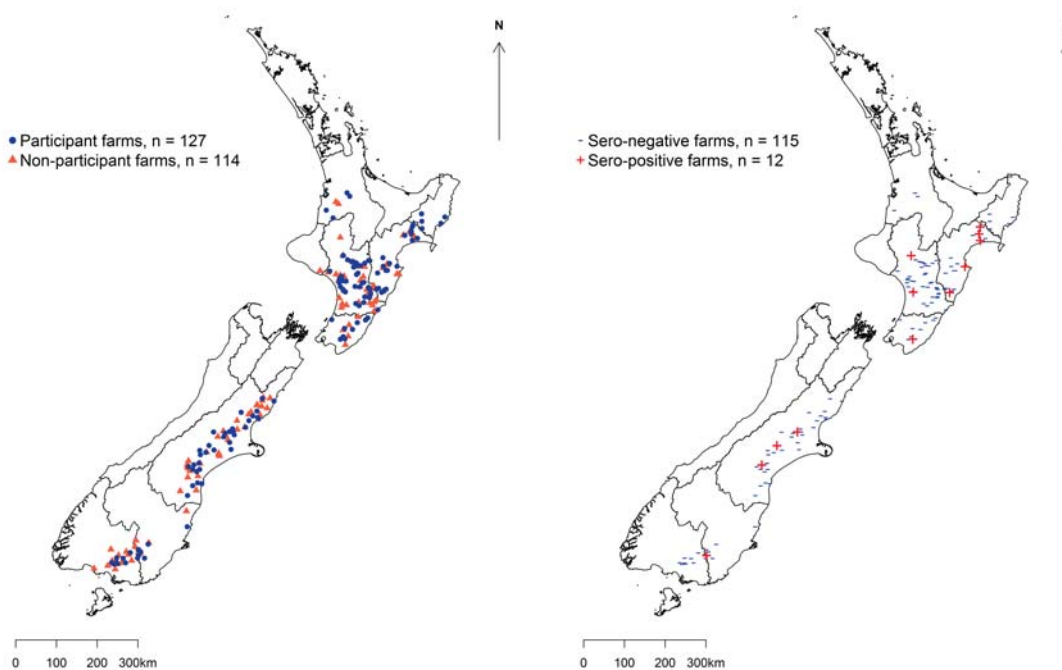 N
Participant farms, n = 127
Non-participant farms, n = 114
0 100 200 300km
Sero-negative farms, n = 115
Sero-positive farms, n = 12
0 100 200 300km